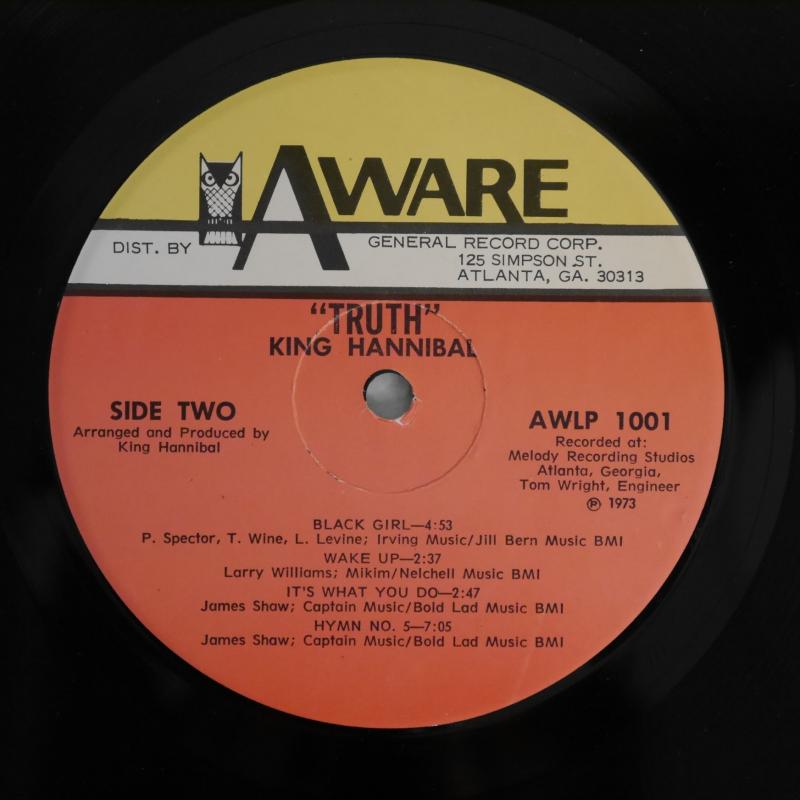 AWARE
DIST. BY
GENERAL RECORD CORP.
125 SIMPSON ST.
ATLANTA, GA. 30313
"TRUTH"
KING HANNIBAL
SIDE TWO
Arranged and Produced by
King Hannibal
AWLP 1001
Recorded at:
Melody Recording Studios
Atlanta, Georgia,
Tom Wright, Engineer
℗ 1973
BLACK GIRL—4:53
P. Spector, T. Wine, L. Levine; Irving Music/Jill Bern Music BMI
WAKE UP—2:37
Larry Williams; Mikim/Nelchell Music BMI
IT'S WHAT YOU DO—2:47
James Shaw; Captain Music/Bold Lad Music BMI
HYMN NO. 5—7:05
James Shaw; Captain Music/Bold Lad Music BMI